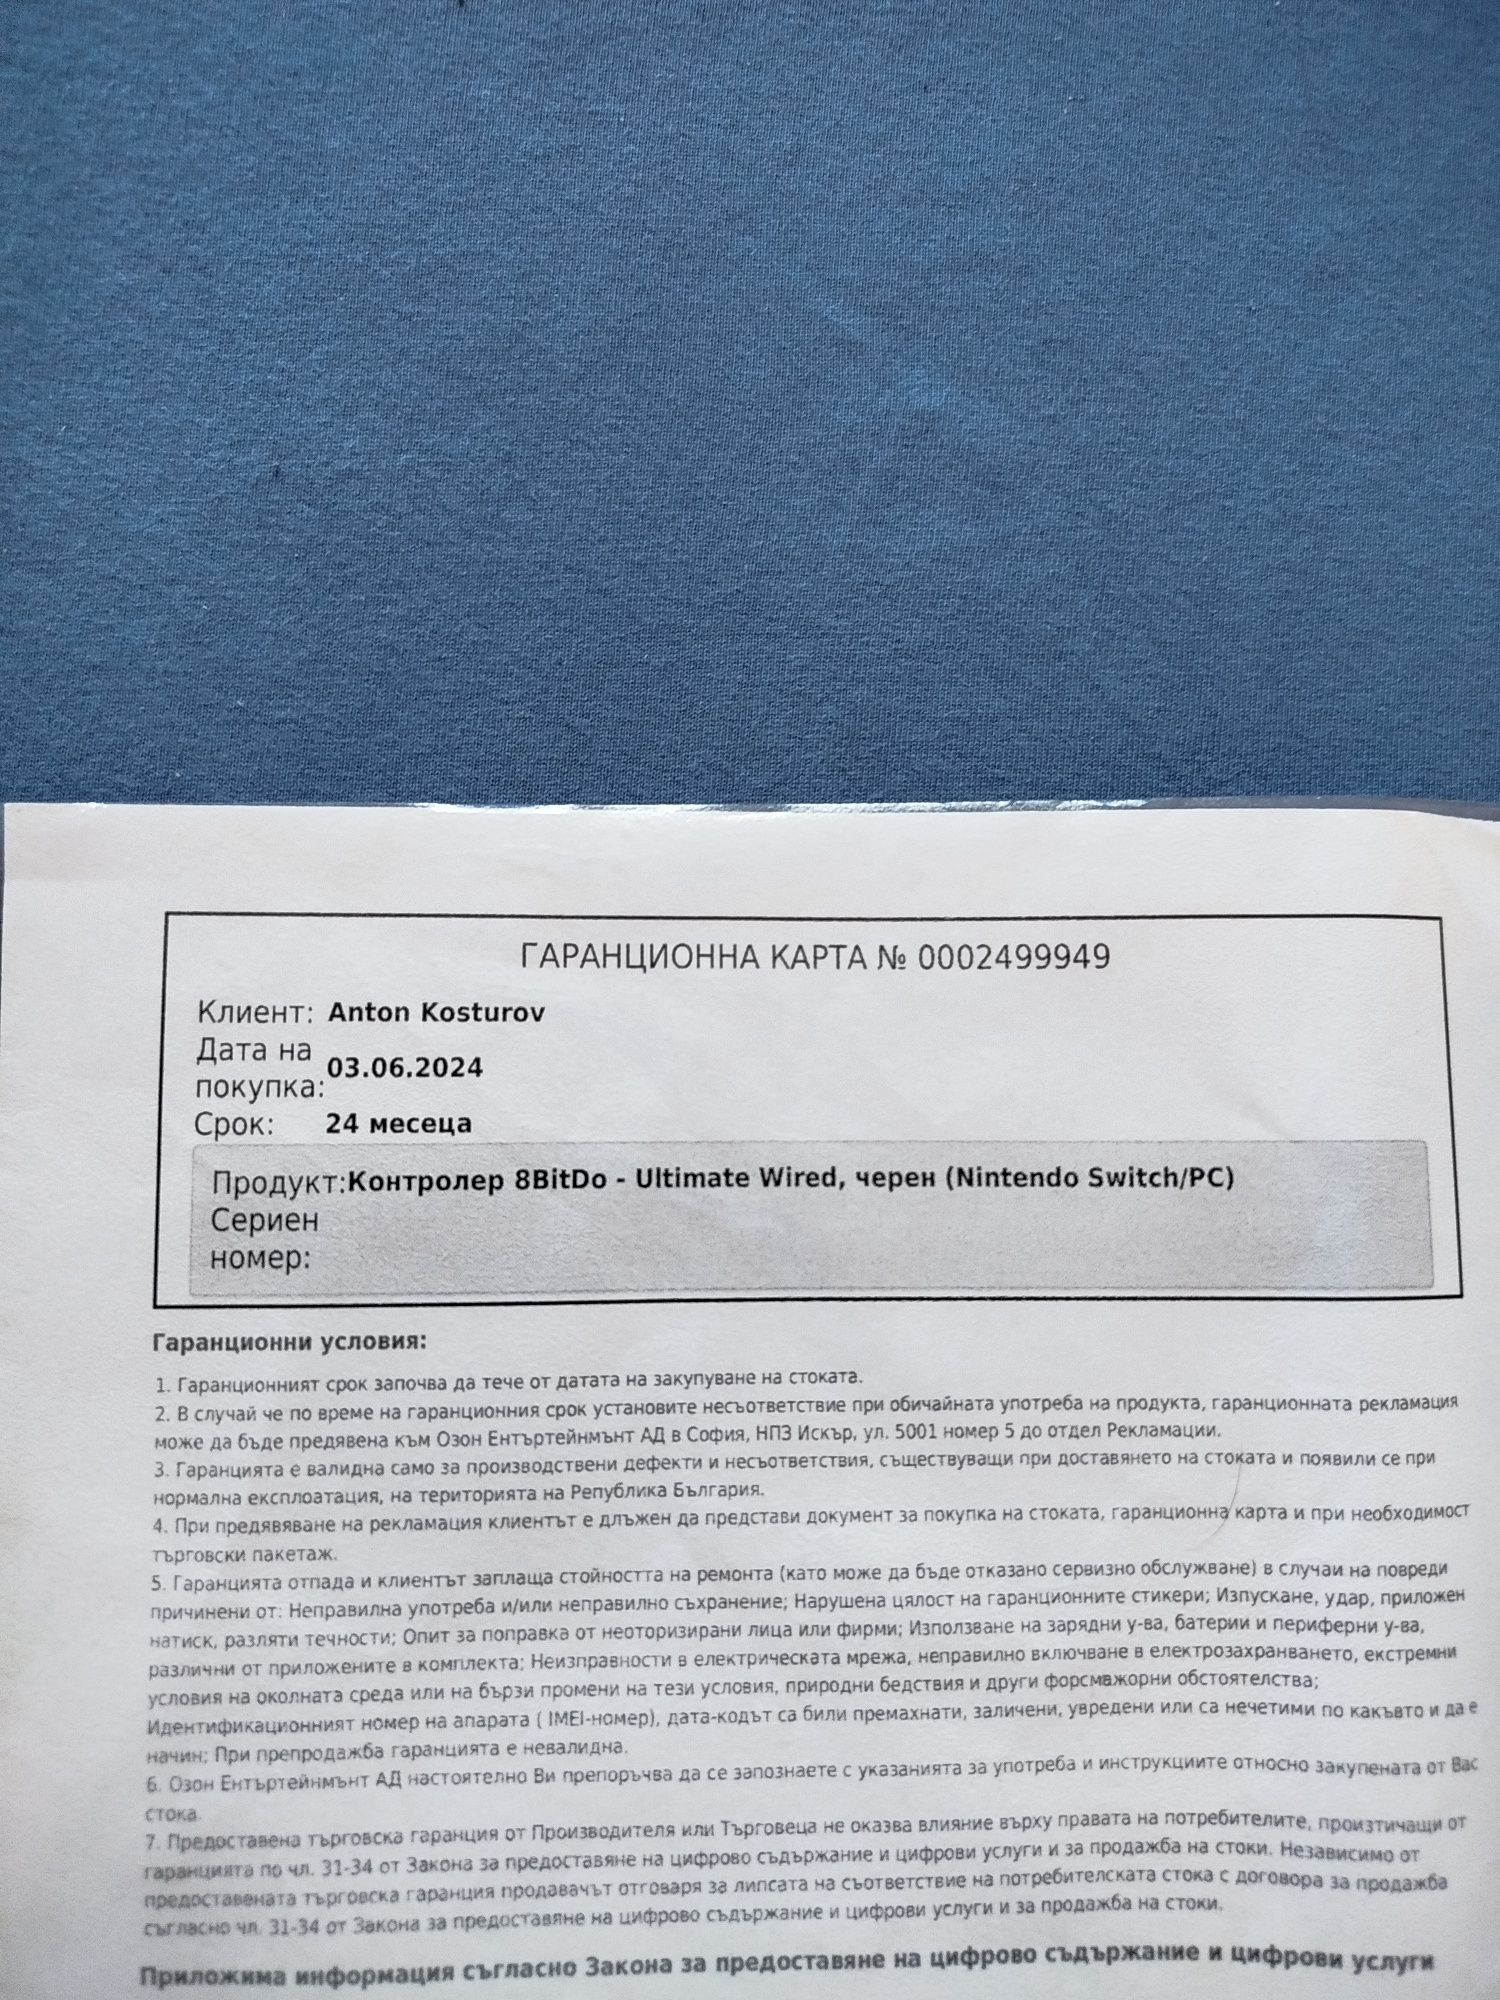 ГАРАНЦИОННА КАРТА № 0002499949
Клиент: Anton Kosturov
Дата на покупка: 03.06.2024
Срок: 24 месеца
Продукт:Контролер 8BitDo - Ultimate Wired, черен (Nintendo Switch/PC)
Сериен
номер:
Гаранционни условия:
1. Гаранционният срок започва да тече от датата на закупуване на стоката.
2. В случай че по време на гаранционния срок установите несъответствие при обичайната употреба на продукта, гаранционната рекламация
може да бъде предявена към Озон Ентъртейнмънт АД в София, НПЗ Искър, ул. 5001 номер 5 до отдел Рекламации.
3. Гаранцията е валидна само за производствени дефекти и несъответствия, съществуващи при доставянето на стоката и появили се при
нормална експлоатация, на територията на Република България.
4. При предявяване на рекламация клиентът е длъжен да представи документ за покупка на стоката, гаранционна карта и при необходимост
търговски пакетаж.
5. Гаранцията отпада и клиентът заплаща стойността на ремонта (като може да бъде отказано сервизно обслужване) в случаи на повреди
причинени от: Неправилна употреба и/или неправилно съхранение; Нарушена цялост на гаранционните стикери; Изпускане, удар, приложен
натиск, разляти течности; Опит за поправка от неоторизирани лица или фирми; Използване на зарядни у-ва, батерии и периферни у-ва,
различни от приложените в комплекта; Неизправности в електрическата мрежа, неправилно включване в електрозахранването, екстремни
условия на околната среда или на бързи промени на тези условия, природни бедствия и други форсмажорни обстоятелства;
Идентификационният номер на апарата ( IMEI-номер), дата-кодът са били премахнати, заличени, увредени или са нечетими по какъвто и да е
начин; При препродажба гаранцията е невалидна.
6. Озон Ентъртейнмънт АД настоятелно Ви препоръчва да се запознаете с указанията за употреба и инструкциите относно закупената от Вас
стока.
7. Предоставена търговска гаранция от Производителя или Търговеца не оказва влияние върху правата на потребителите, произтичащи от
гаранцията по чл. 31-34 от Закона за предоставяне на цифрово съдържание и цифрови услуги и за продажба на стоки. Независимо от
предоставената търговска гаранция продавачът отговаря за липсата на съответствие на потребителската стока с договора за продажба
съгласно чл. 31-34 от Закона за предоставяне на цифрово съдържание и цифрови услуги и за продажба на стоки.
Приложима информация съгласно Закона за предоставяне на цифрово съдържание и цифрови услуги